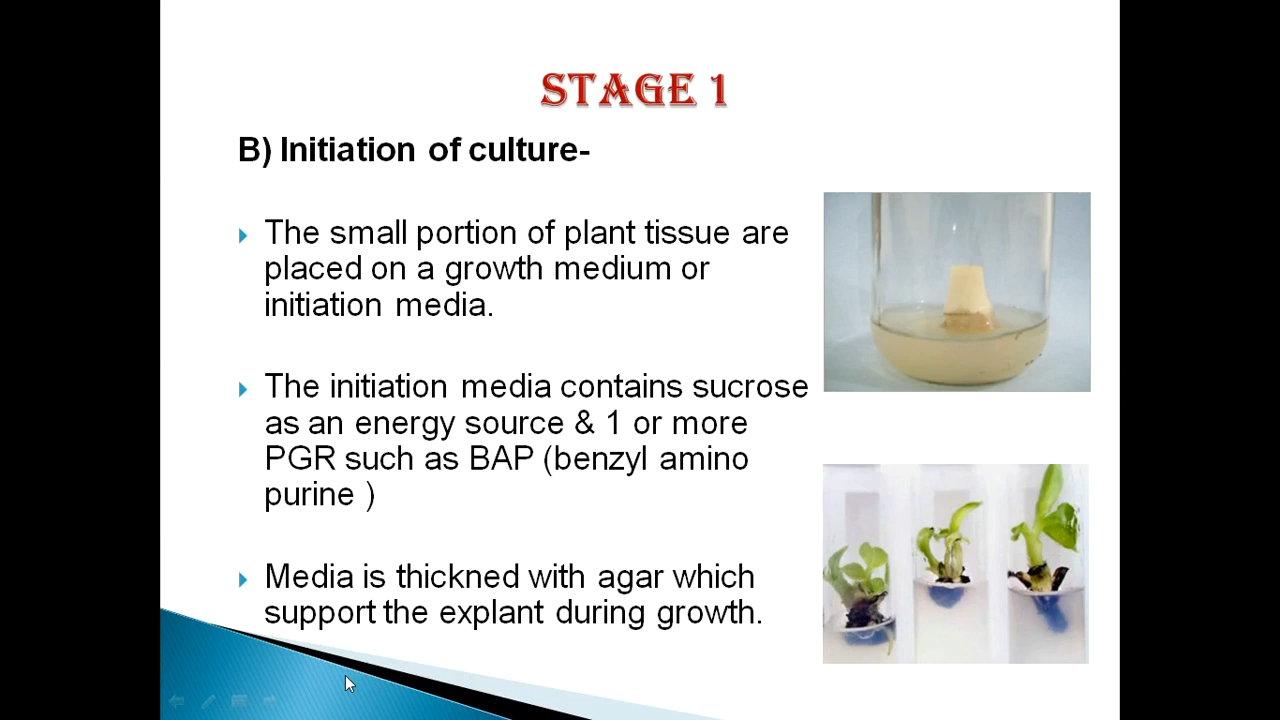 STAGE 1
B) Initiation of culture-
The small portion of plant tissue are
placed on a growth medium or
initiation media.
The initiation media contains sucrose
as an energy source & 1 or more
PGR such as BAP (benzyl amino
purine )
Media is thickned with agar which
support the explant during growth.